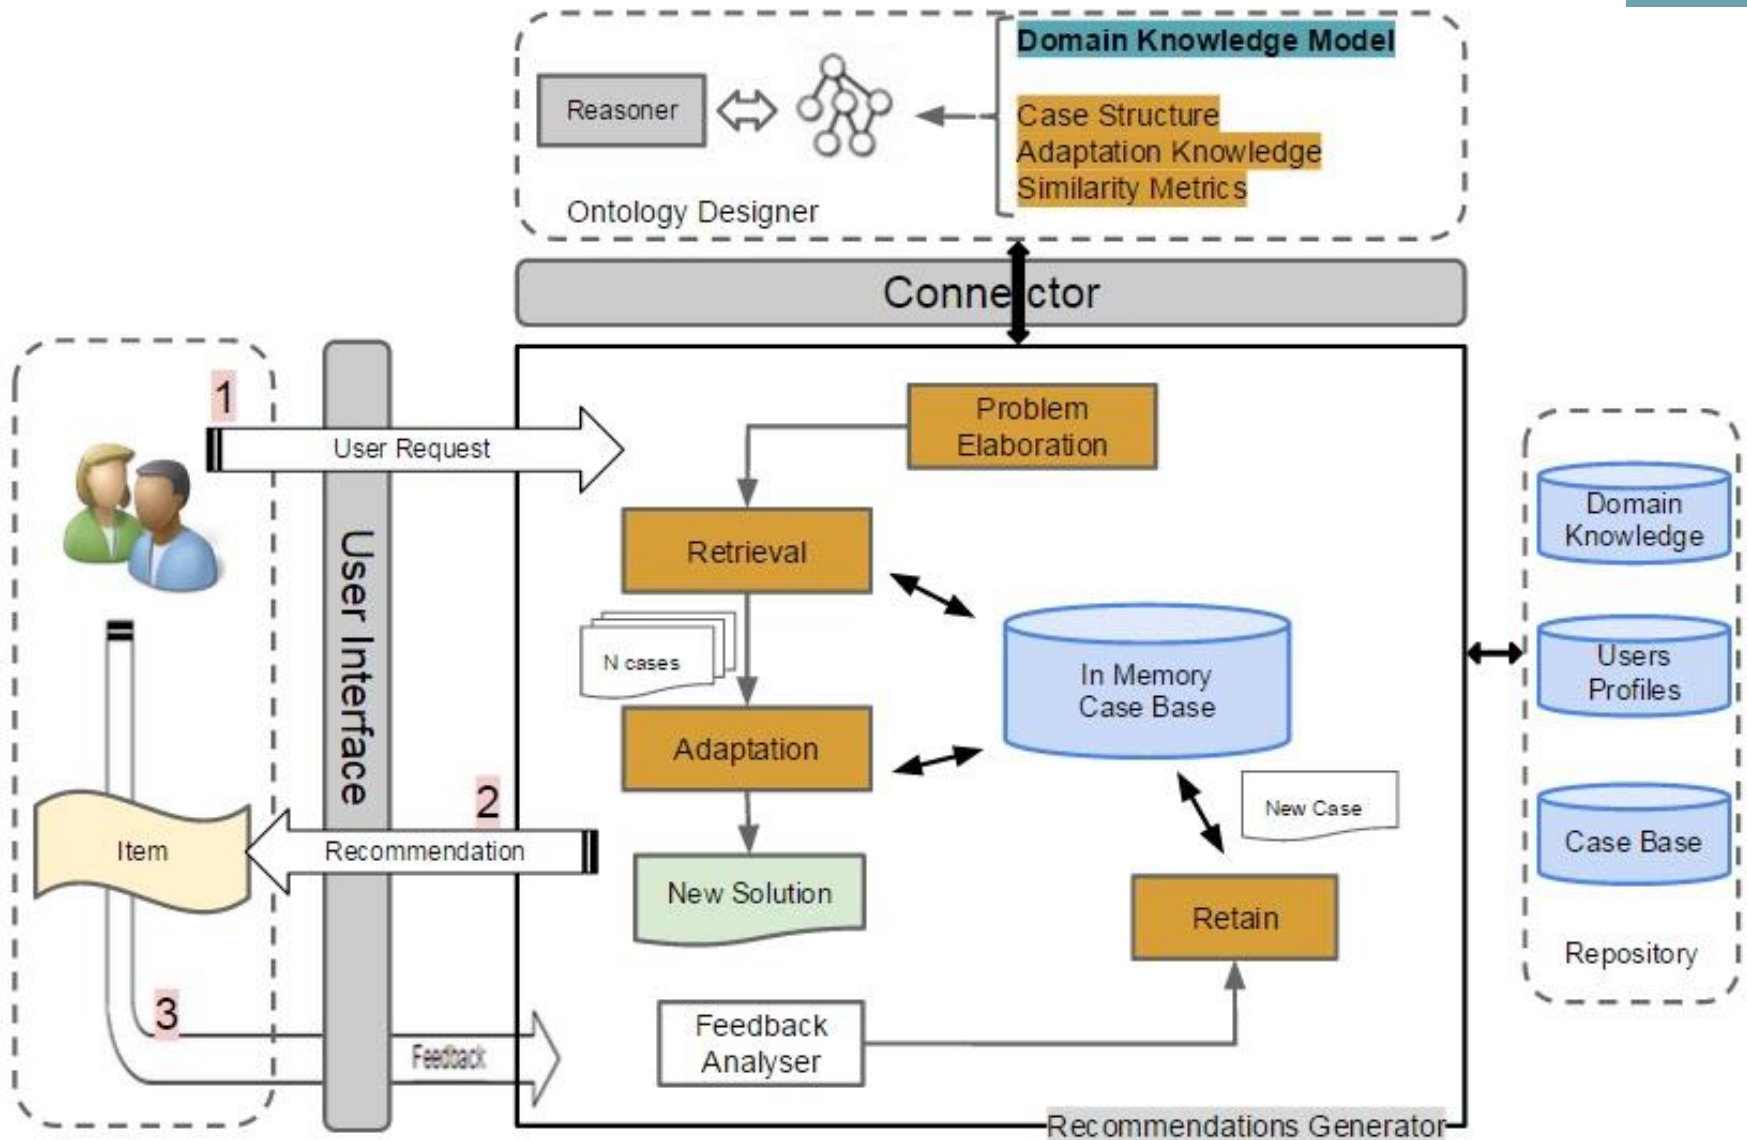 Domain Knowledge Model
Reasoner
Case Structure
Adaptation Knowledge
Similarity Metrics
Ontology Designer
Connector
1
User Request
Problem
Elaboration
User Interface
Retrieval
N cases
In Memory
Case Base
Adaptation
2
New Case
Item
Recommendation
New Solution
Retain
3
Feedback
Feedback
Analyser
Recommendations Generator
Domain
Knowledge
Users
Profiles
Case Base
Repository